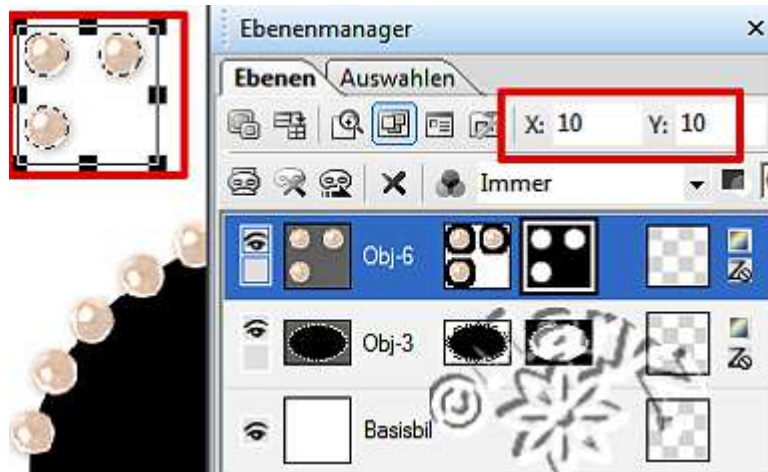 Ebenenmanager
Ebenen Auswahlen
X: 10 Y: 10
Immer
Obj-6
Obj-3
Basisbil